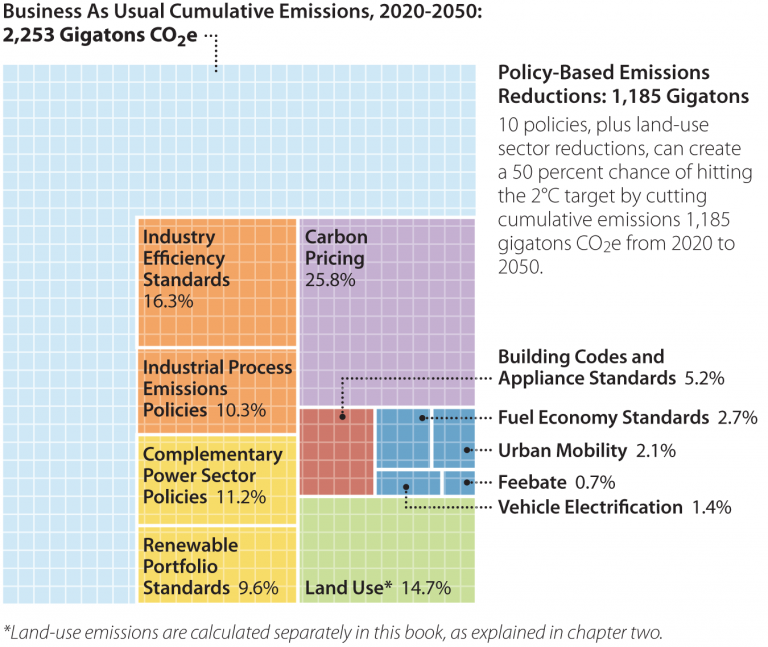 Business As Usual Cumulative Emissions, 2020-2050:
2,253 Gigatons CO₂e
Policy-Based Emissions
Reductions: 1,185 Gigatons
10 policies, plus land-use
sector reductions, can create
a 50 percent chance of hitting
the 2°C target by cutting
cumulative emissions 1,185
gigatons CO₂e from 2020 to
2050.
Industry
Efficiency
Standards
16.3%
Carbon
Pricing
25.8%
Industrial Process
Emissions
Policies 10.3%
Building Codes and
Appliance Standards 5.2%
Fuel Economy Standards 2.7%
Urban Mobility 2.1%
Feebate 0.7%
Vehicle Electrification 1.4%
Complementary
Power Sector
Policies 11.2%
Renewable
Portfolio
Standards 9.6%
Land Use* 14.7%
*Land-use emissions are calculated separately in this book, as explained in chapter two.